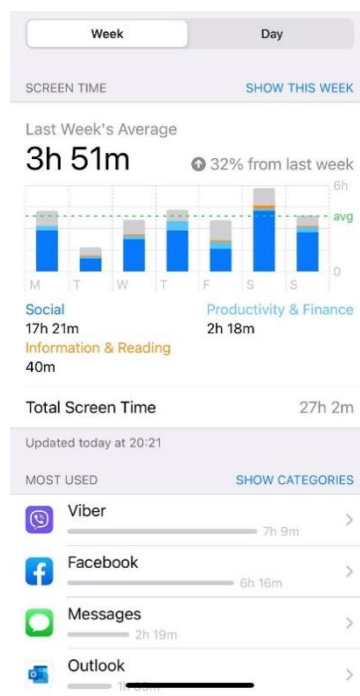 Week Day
SCREEN TIME SHOW THIS WEEK
Last Week's Average
3h 51m 32% from last week
6h
avg
0
M T W T F S S
Social Productivity & Finance
17h 21m 2h 18m
Information & Reading
40m
Total Screen Time 27h 2m
Updated today at 20:21
MOST USED SHOW CATEGORIES
Viber
7h 9m
Facebook
6h 16m
Messages
2h 19m
Outlook